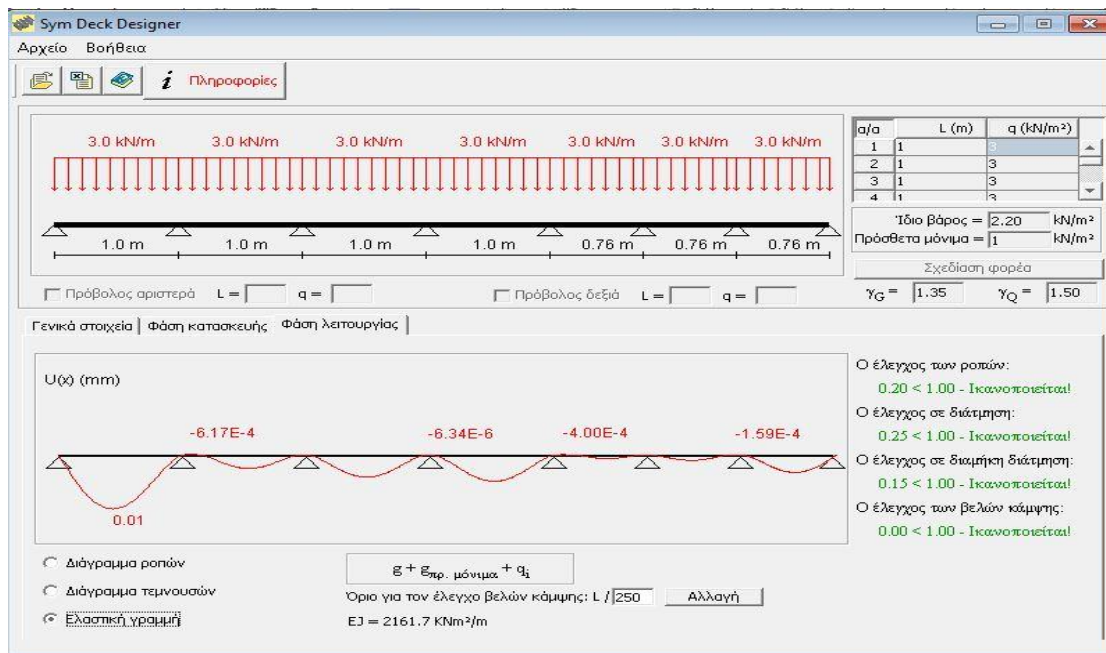 Sym Deck Designer
Αρχείο Βοήθεια
i Πληροφορίες
3.0 kN/m 3.0 kN/m 3.0 kN/m 3.0 kN/m 3.0 kN/m 3.0 kN/m 3.0 kN/m
1.0 m 1.0 m 1.0 m 1.0 m 0.76 m 0.76 m 0.76 m
α/α L (m) q (kN/m²)
1 1 3
2 1 3
3 1 3
4 1 3
Ίδιο βάρος = 2.20 kN/m²
Πρόσθετα μόνιμα = 1 kN/m²
Σχεδίαση φορέα
Πρόβολος αριστερά L = q = Πρόβολος δεξιά L = q =
γG = 1.35 γQ = 1.50
Γενικά στοιχεία Φάση κατασκευής Φάση λειτουργίας
U(x) (mm)
-6.17E-4 -6.34E-6 -4.00E-4 -1.59E-4
0.01
Ο έλεγχος των ροπών:
0.20 < 1.00 - Ικανοποιείται!
Ο έλεγχος σε διάτμηση:
0.25 < 1.00 - Ικανοποιείται!
Ο έλεγχος σε διαμήκη διάτμηση:
0.15 < 1.00 - Ικανοποιείται!
Ο έλεγχος των βελών κάμψης:
0.00 < 1.00 - Ικανοποιείται!
Διάγραμμα ροπών
Διάγραμμα τεμνουσών
Ελαστική γραμμή
g + gπρ. μόνιμα + qi
Όριο για τον έλεγχο βελών κάμψης: L / 250 Αλλαγή
EJ = 2161.7 KNm²/m